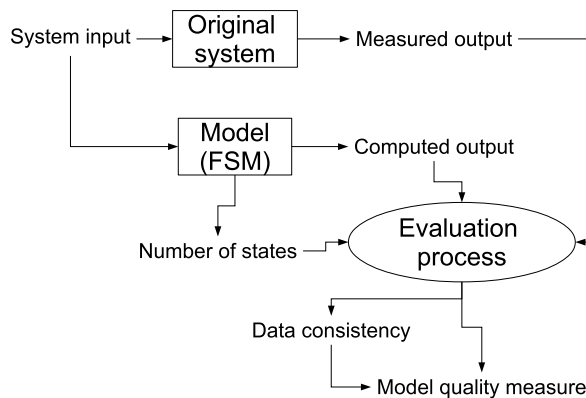 System input
Original
system
Measured output
Model
(FSM)
Computed output
Number of states
Evaluation
process
Data consistency
Model quality measure